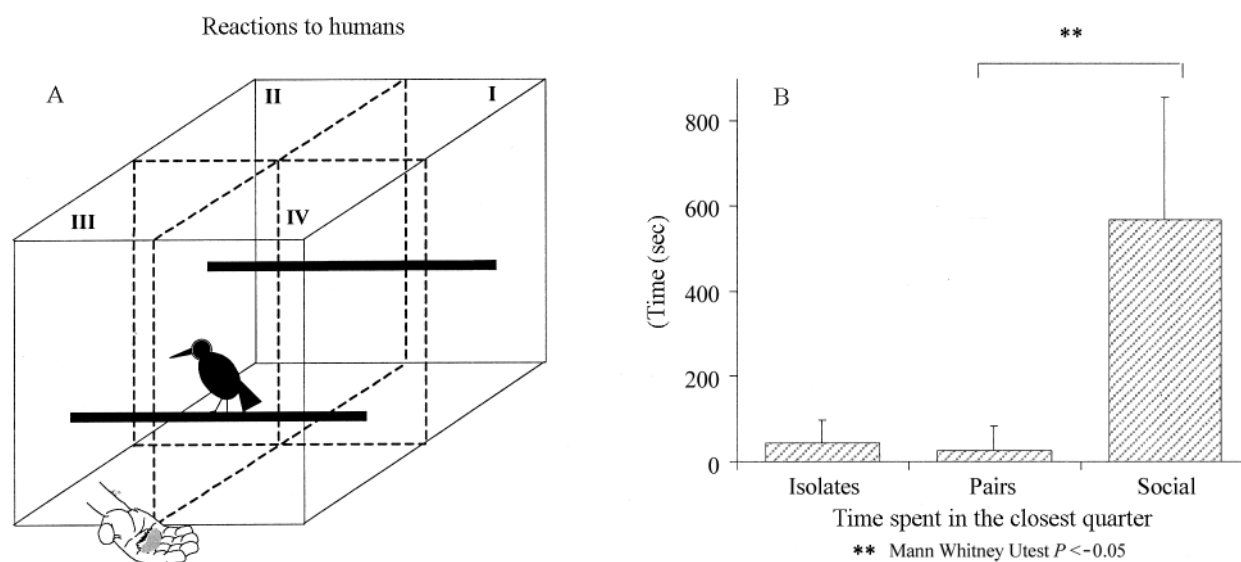 Reactions to humans
A
II
I
III
IV
**
B
(Time (sec)
800
600
400
200
0
Isolates
Pairs
Social
Time spent in the closest quarter
** Mann Whitney Utest P <-0.05